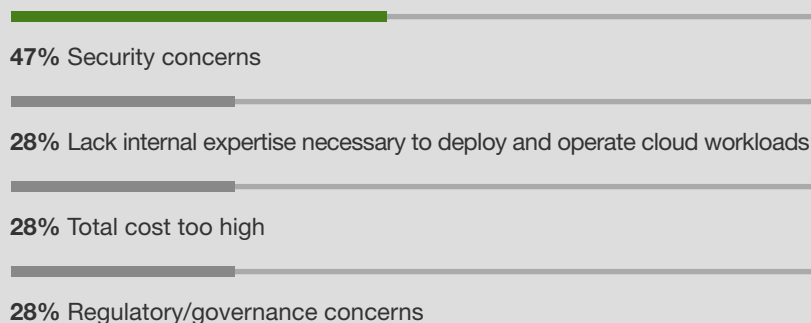 47% Security concerns
28% Lack internal expertise necessary to deploy and operate cloud workloads
28% Total cost too high
28% Regulatory/governance concerns